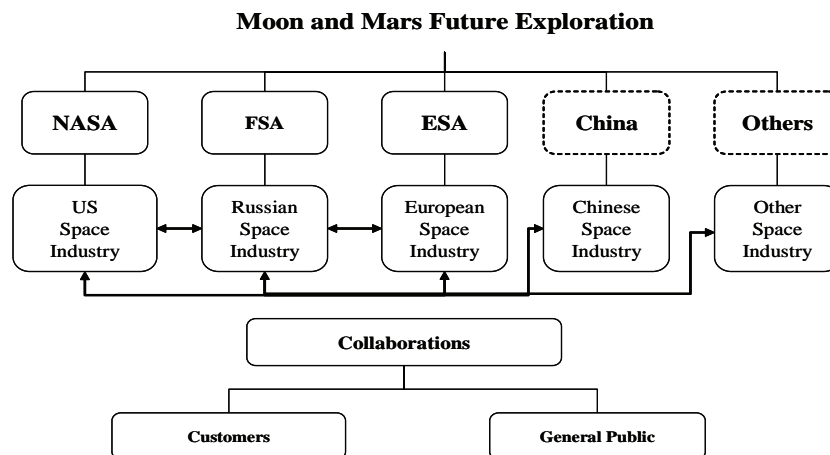 Moon and Mars Future Exploration
NASA
FSA
ESA
China
Others
US
Space
Industry
Russian
Space
Industry
European
Space
Industry
Chinese
Space
Industry
Other
Space
Industry
Collaborations
Customers
General Public